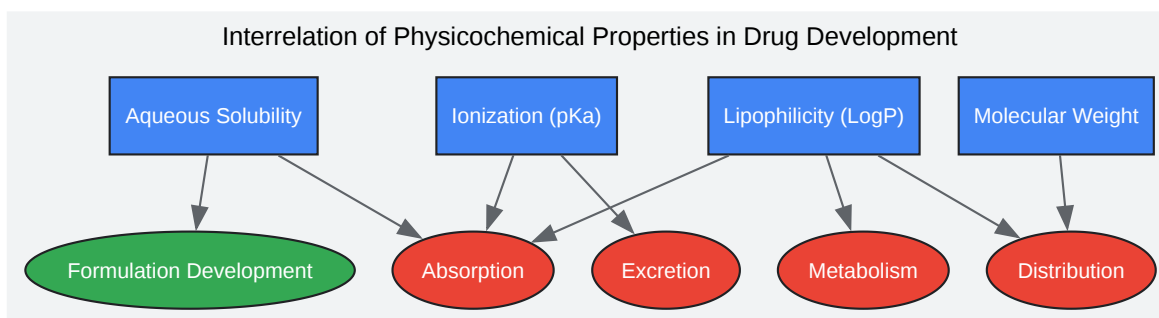 Interrelation of Physicochemical Properties in Drug Development
Aqueous Solubility
Ionization (pKa)
Lipophilicity (LogP)
Molecular Weight
Formulation Development
Absorption
Excretion
Metabolism
Distribution